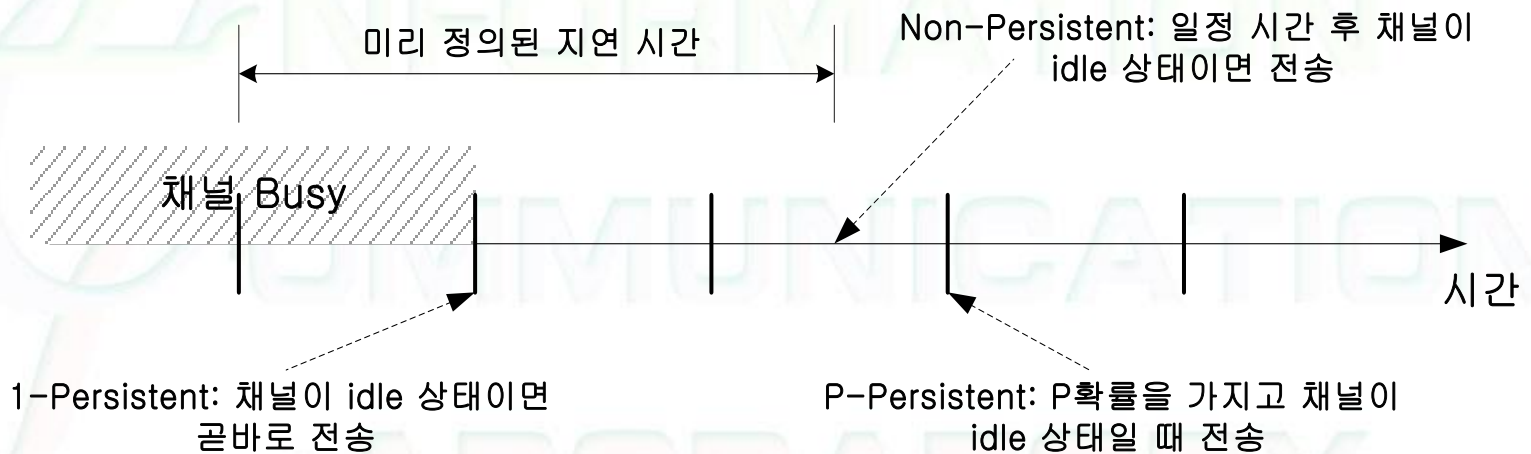 미리 정의된 지연 시간
Non-Persistent: 일정 시간 후 채널이
idle 상태이면 전송
채널 Busy
시간
1-Persistent: 채널이 idle 상태이면
곧바로 전송
P-Persistent: P확률을 가지고 채널이
idle 상태일 때 전송